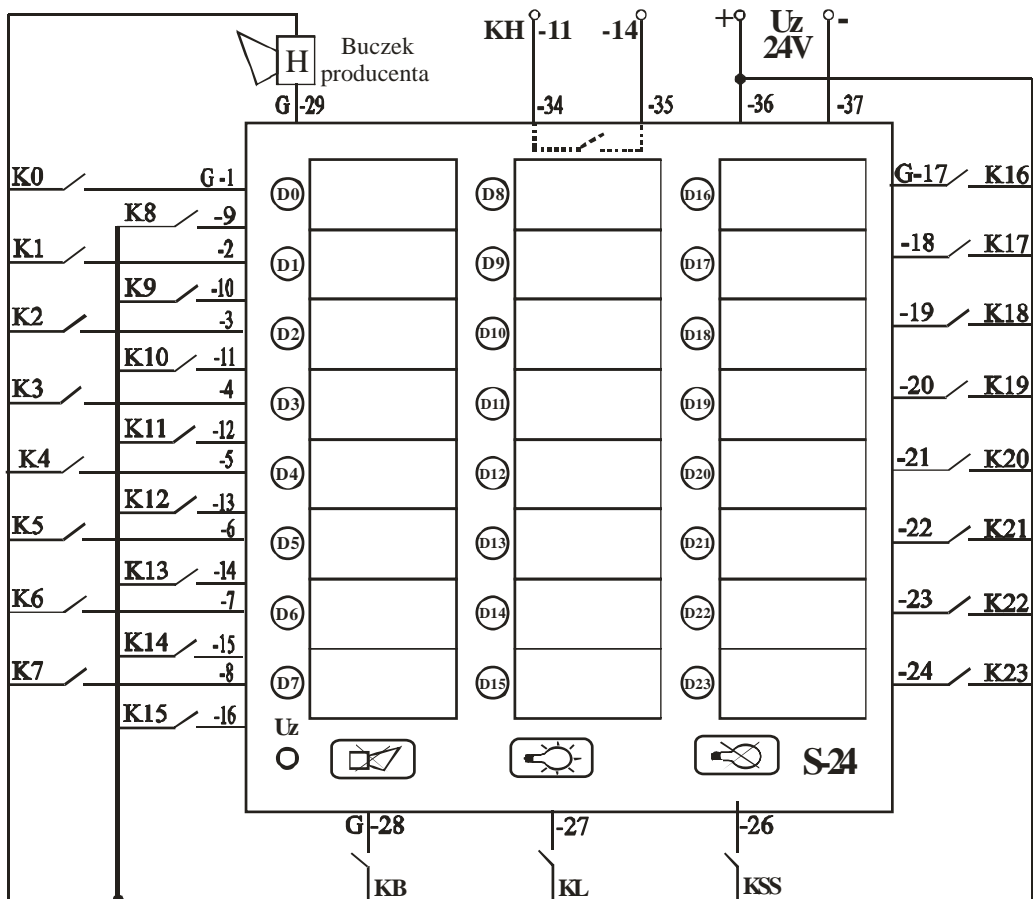 KH -11 -14 + Uz -
24V
H Buczek
producenta
G -29 -34 -35 -36 -37
K0 G -1 D0 D8 D16 G-17 K16
K8 -9
K1 -2 D1 D9 D17 -18 K17
K9 -10
K2 -3 D2 D10 D18 -19 K18
K10 -11
K3 -4 D3 D11 D19 -20 K19
K11 -12
K4 -5 D4 D12 D20 -21 K20
K12 -13
K5 -6 D5 D13 D21 -22 K21
K13 -14
K6 -7 D6 D14 D22 -23 K22
K14 -15
K7 -8 D7 D15 D23 -24 K23
K15 -16
Uz
S-24
G -28 -27 -26
KB KL KSS